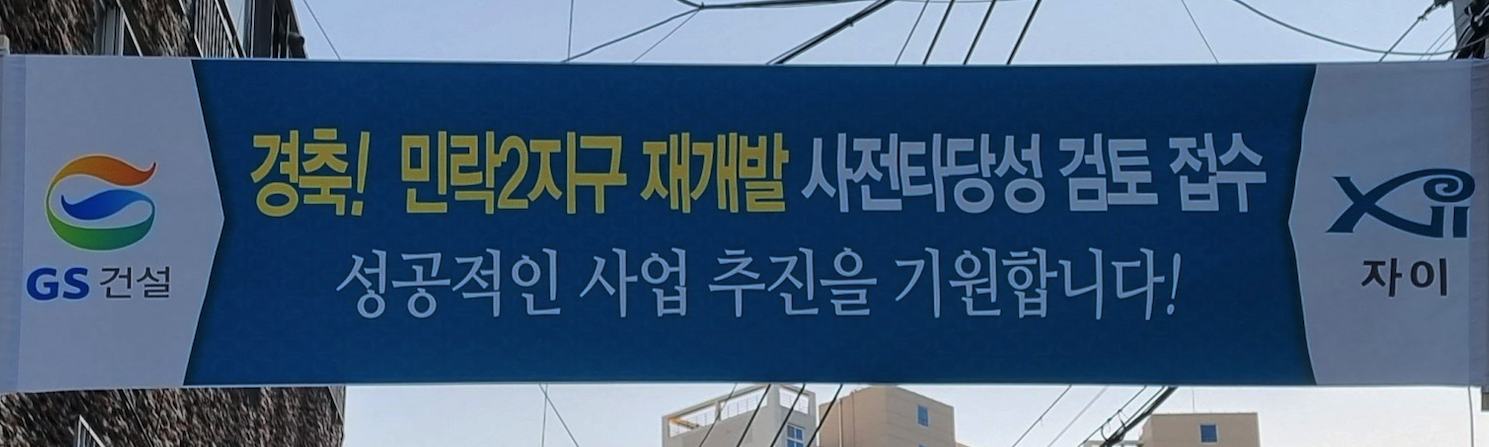 경축! 민락2지구 재개발 사전타당성 검토 접수
성공적인 사업 추진을 기원합니다!
GS 건설
Xii
자이